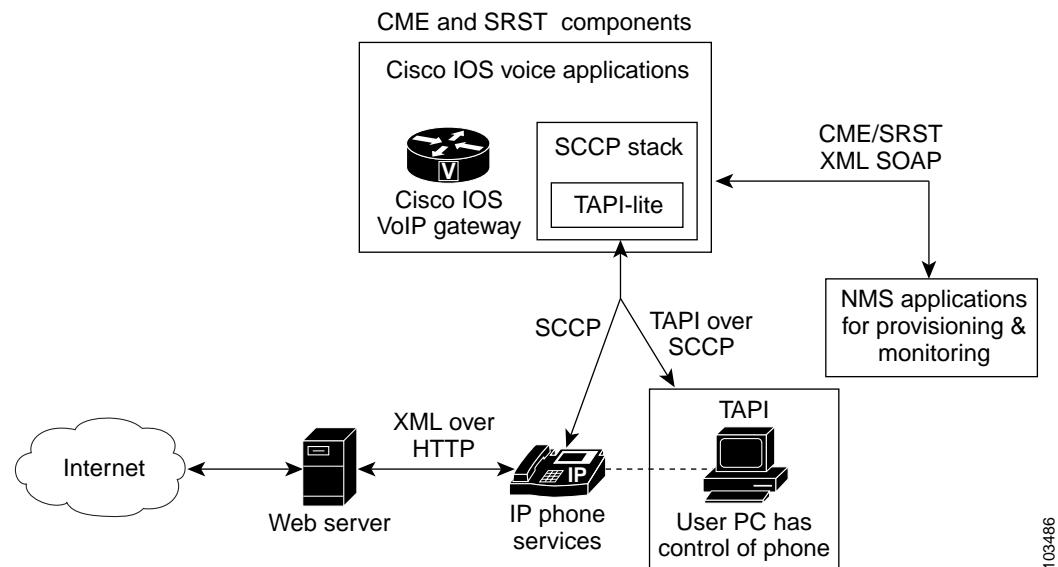 CME and SRST components
Cisco IOS voice applications
SCCP stack
TAPI-lite
V
Cisco IOS
VoIP gateway
CME/SRST
XML SOAP
NMS applications
for provisioning &
monitoring
SCCP
TAPI over
SCCP
TAPI
XML over
HTTP
Internet
IP
Web server
IP phone
services
User PC has
control of phone
103486